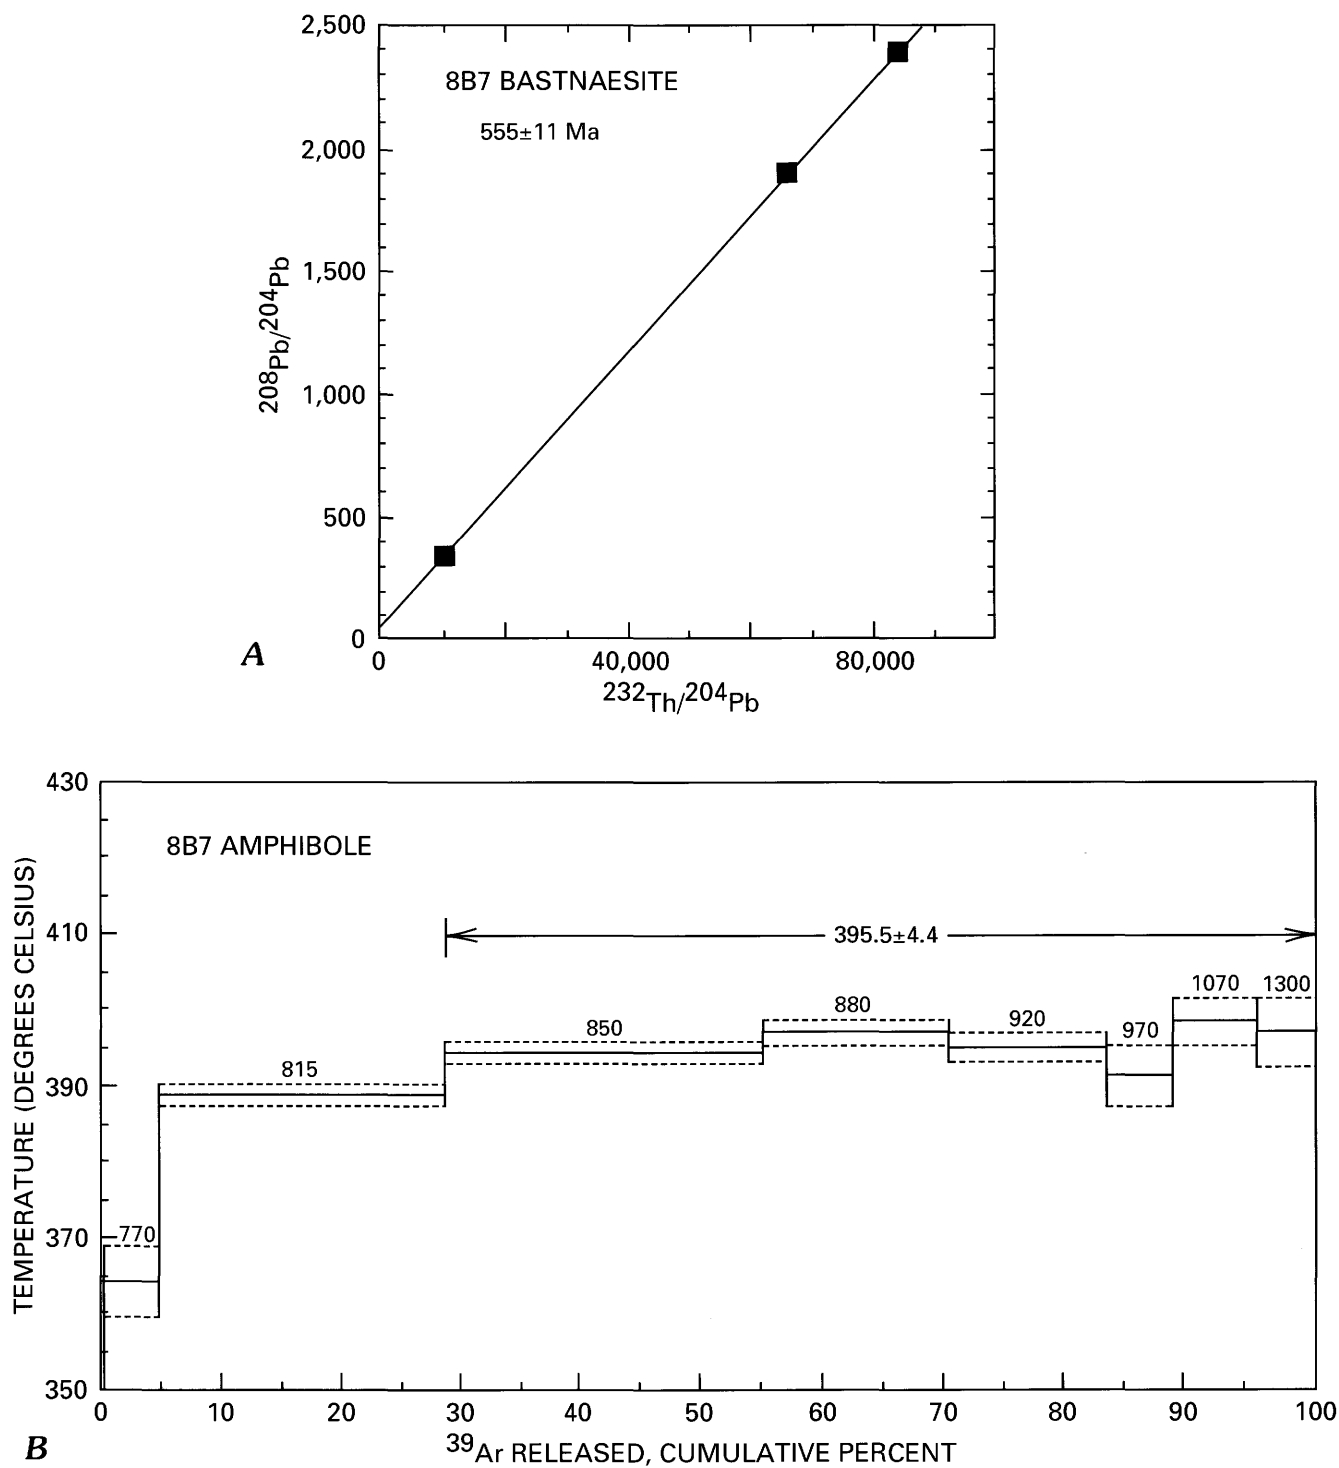 2,500
8B7 BASTNAESITE
555±11 Ma
2,000
1,500
208Pb/204Pb
1,000
500
0
A
0 40,000 80,000
232Th/204Pb
430
8B7 AMPHIBOLE
410
395.5±4.4
1070 1300
880
920
850
970
815
390
TEMPERATURE (DEGREES CELSIUS)
370
770
350
0 10 20 30 40 50 60 70 80 90 100
B
39Ar RELEASED, CUMULATIVE PERCENT